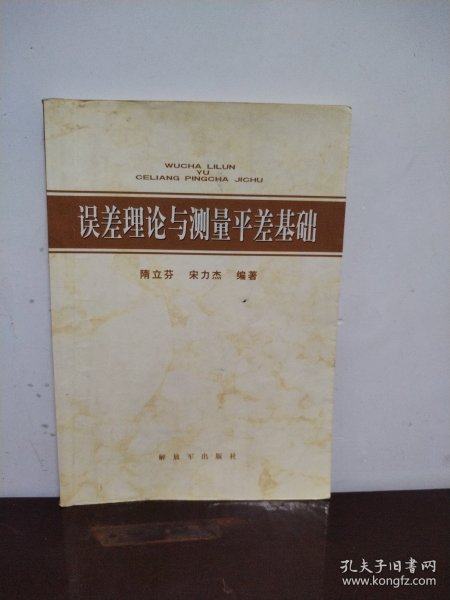 WUCHA LILUN
YU
CELIANG PINGCHA JICHU
误差理论与测量平差基础
隋立芬 宋力杰 编著
解放军出版社
孔夫子旧书网
www.kongfz.com